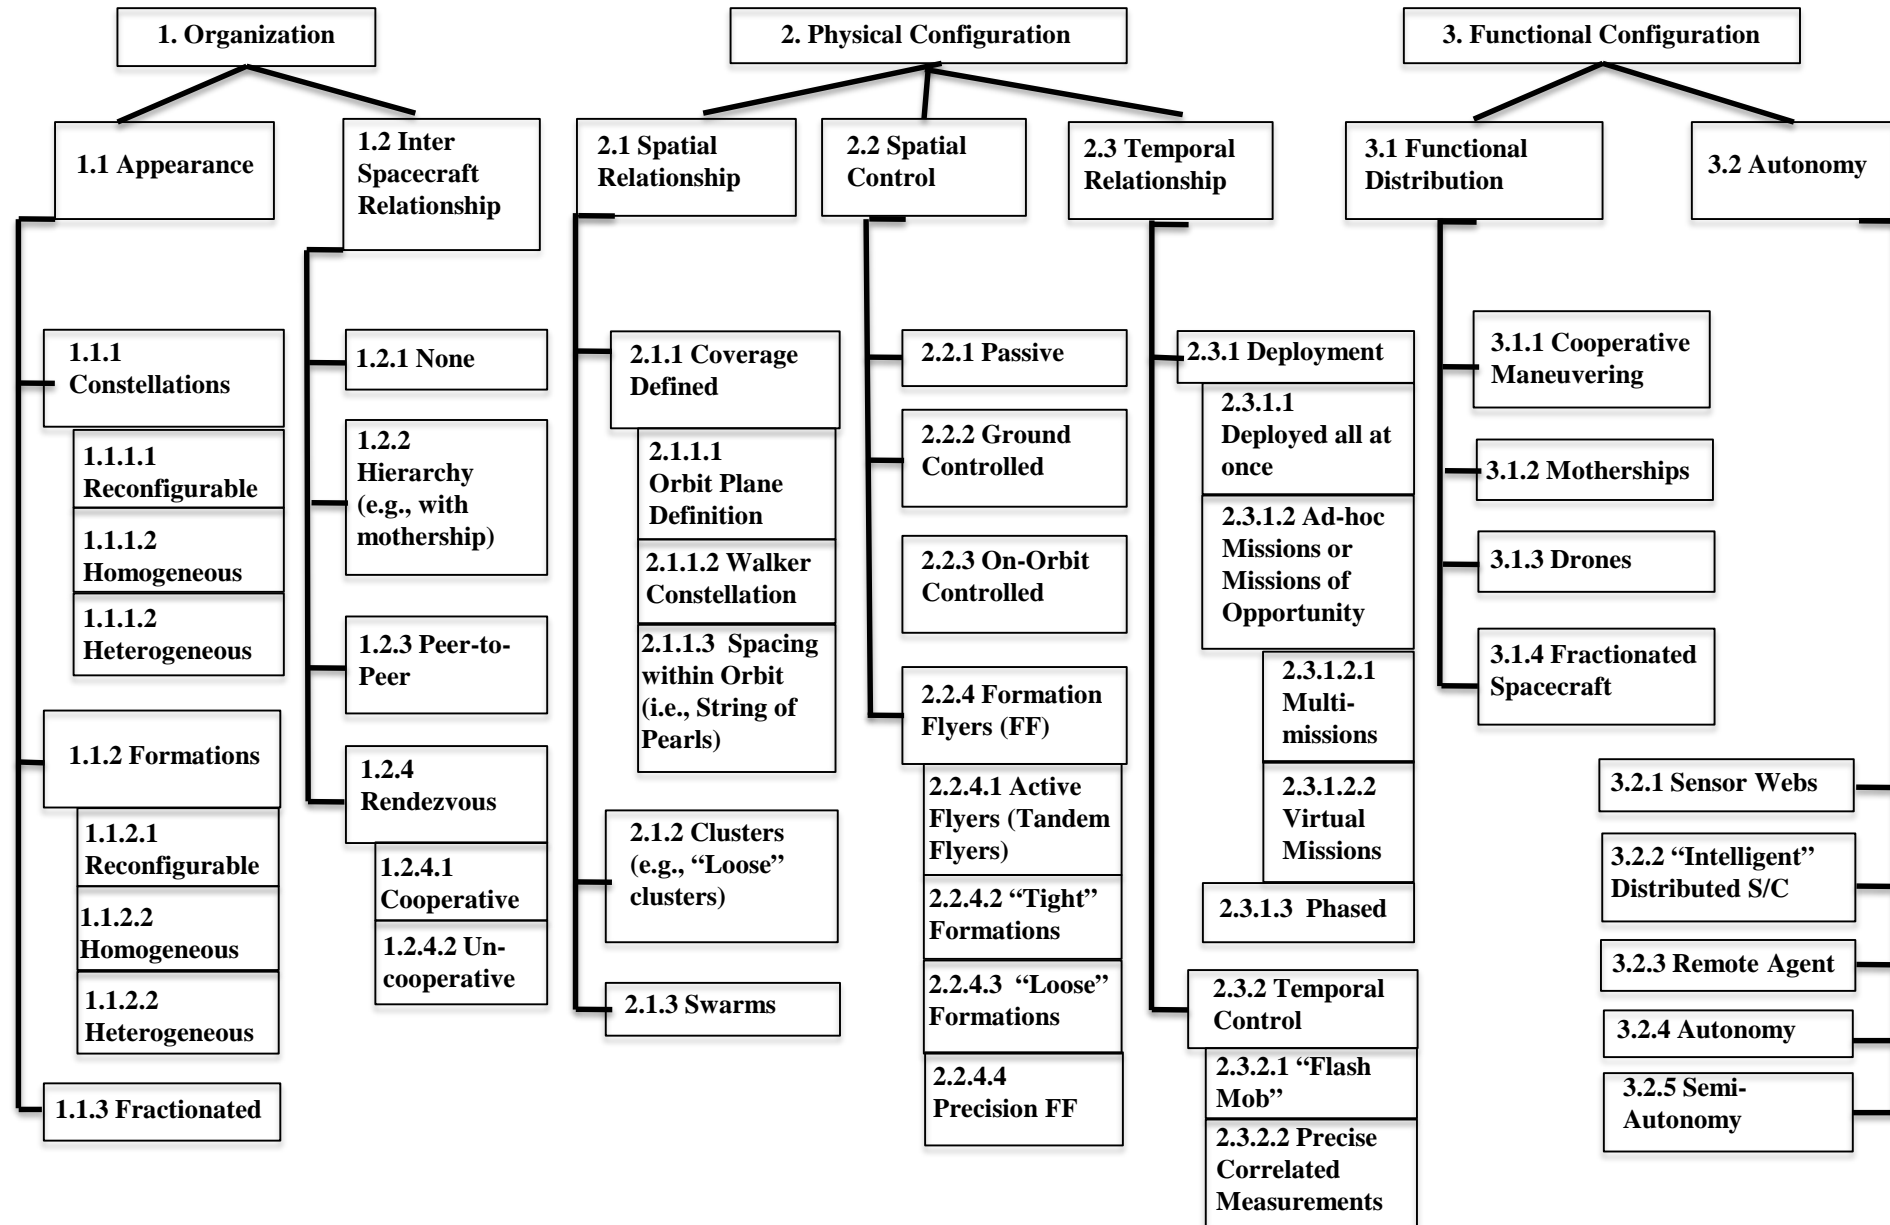 1. Organization
1.1 Appearance
1.1.1
Constellations
1.1.1.1
Reconfigurable
1.1.1.2
Homogeneous
1.1.1.2
Heterogeneous
1.1.2 Formations
1.1.2.1
Reconfigurable
1.1.2.2
Homogeneous
1.1.2.2
Heterogeneous
1.1.3 Fractionated
1.2 Inter
Spacecraft
Relationship
1.2.1 None
1.2.2
Hierarchy
(e.g., with
mothership)
1.2.3 Peer-to-
Peer
1.2.4
Rendezvous
1.2.4.1
Cooperative
1.2.4.2 Un-
cooperative
2. Physical Configuration
2.1 Spatial
Relationship
2.1.1 Coverage
Defined
2.1.1.1
Orbit Plane
Definition
2.1.1.2 Walker
Constellation
2.1.1.3 Spacing
within Orbit
(i.e., String of
Pearls)
2.1.2 Clusters
(e.g., “Loose”
clusters)
2.1.3 Swarms
2.2 Spatial
Control
2.2.1 Passive
2.2.2 Ground
Controlled
2.2.3 On-Orbit
Controlled
2.2.4 Formation
Flyers (FF)
2.2.4.1 Active
Flyers (Tandem
Flyers)
2.2.4.2 “Tight”
Formations
2.2.4.3 “Loose”
Formations
2.2.4.4
Precision FF
2.3 Temporal
Relationship
2.3.1 Deployment
2.3.1.1
Deployed all at
once
2.3.1.2 Ad-hoc
Missions or
Missions of
Opportunity
2.3.1.2.1
Multi-
missions
2.3.1.2.2
Virtual
Missions
2.3.1.3 Phased
2.3.2 Temporal
Control
2.3.2.1 “Flash
Mob”
2.3.2.2 Precise
Correlated
Measurements
3. Functional Configuration
3.1 Functional
Distribution
3.1.1 Cooperative
Maneuvering
3.1.2 Motherships
3.1.3 Drones
3.1.4 Fractionated
Spacecraft
3.2 Autonomy
3.2.1 Sensor Webs
3.2.2 “Intelligent”
Distributed S/C
3.2.3 Remote Agent
3.2.4 Autonomy
3.2.5 Semi-
Autonomy